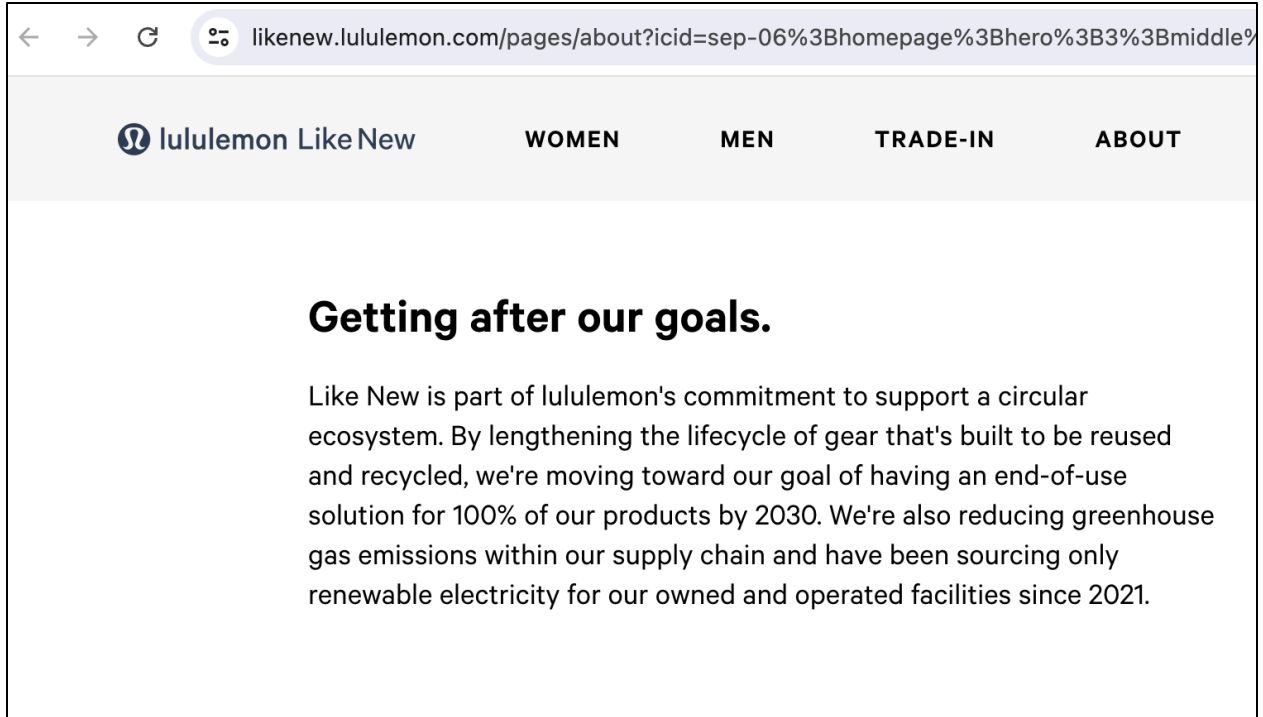 likenew.lululemon.com/pages/about?icid=sep-06%3Bhomepage%3Bhero%3B3%3Bmiddle%
lululemon Like New WOMEN MEN TRADE-IN ABOUT
Getting after our goals.
Like New is part of lululemon's commitment to support a circular
ecosystem. By lengthening the lifecycle of gear that's built to be reused
and recycled, we're moving toward our goal of having an end-of-use
solution for 100% of our products by 2030. We're also reducing greenhouse
gas emissions within our supply chain and have been sourcing only
renewable electricity for our owned and operated facilities since 2021.